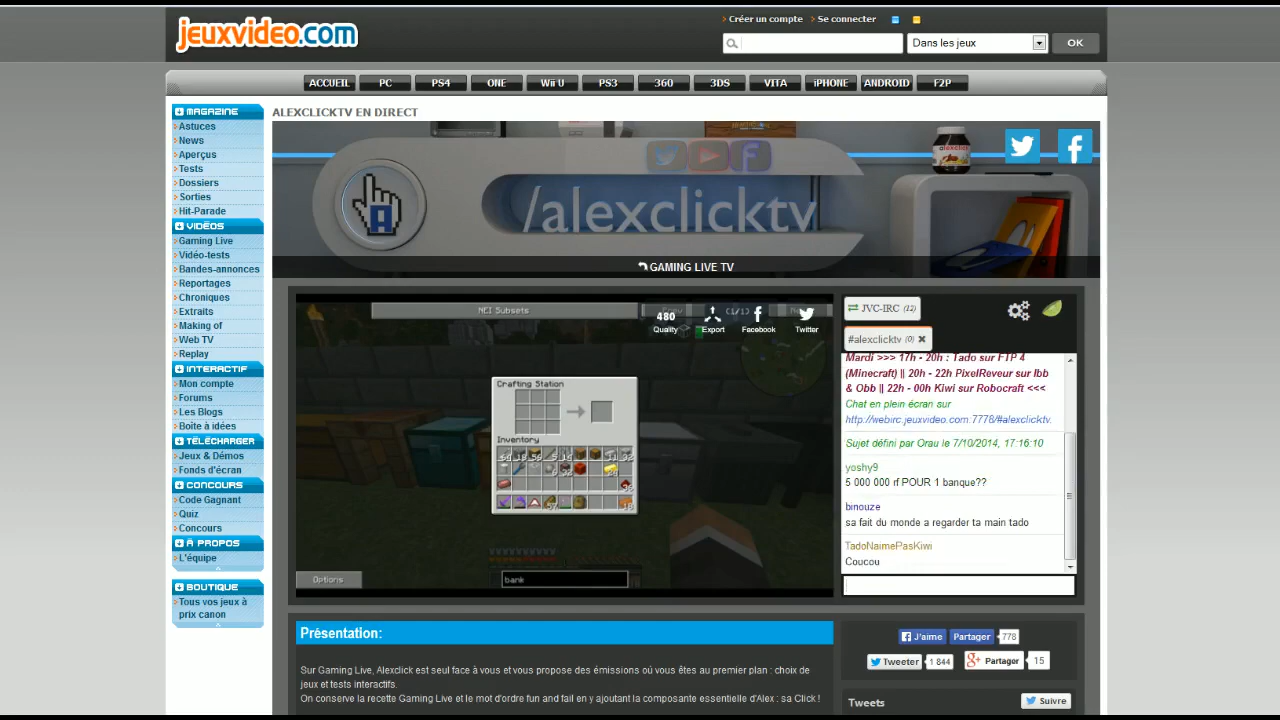 jeuxvideo.com
Créer un compte
Se connecter
Dans les jeux
OK
ACCUEIL
PC
PS4
ONE
Wii U
PS3
360
3DS
VITA
iPHONE
ANDROID
F2P
MAGAZINE
Astuces
News
Aperçus
Tests
Dossiers
Sorties
Hit-Parade
VIDÉOS
Gaming Live
Vidéo-tests
Bandes-annonces
Reportages
Chroniques
Extraits
Making of
Web TV
Replay
INTERACTIF
Mon compte
Forums
Les Blogs
Boîte à idées
TÉLÉCHARGER
Jeux & Démos
Fonds d'écran
CONCOURS
Code Gagnant
Quiz
Concours
À PROPOS
L'équipe
BOUTIQUE
Tous vos jeux à
prix canon
ALEXCLICKTV EN DIRECT
alexclick
/alexclicktv
GAMING LIVE TV
NEI Subsets
(1/1)
480
Quality
Export
Facebook
Twitter
Crafting Station
Inventory
Options
bank
JVC-IRC (12)
#alexclicktv (0)
Mardi >>> 17h - 20h : Tado sur FTP 4
(Minecraft) || 20h - 22h PixelReveur sur Ibb
& Obb || 22h - 00h Kiwi sur Robocraft <<<
Chat en plein écran sur
http://webirc.jeuxvideo.com:7778/#alexclicktv.
Sujet défini par Orau le 7/10/2014, 17:16:10
yoshy9
5 000 000 rf POUR 1 banque??
binouze
sa fait du monde a regarder ta main tado
TadoNaimePasKiwi
Coucou
Présentation:
Sur Gaming Live, Alexclick est seul face à vous et vous propose des émissions où vous êtes au premier plan : choix de
jeux et tests interactifs.
On conserve la recette Gaming Live et le mot d'ordre fun and fail en y ajoutant la composante essentielle d'Alex : sa Click !
J'aime
Partager
778
Tweeter
1 844
Partager
15
Tweets
Suivre